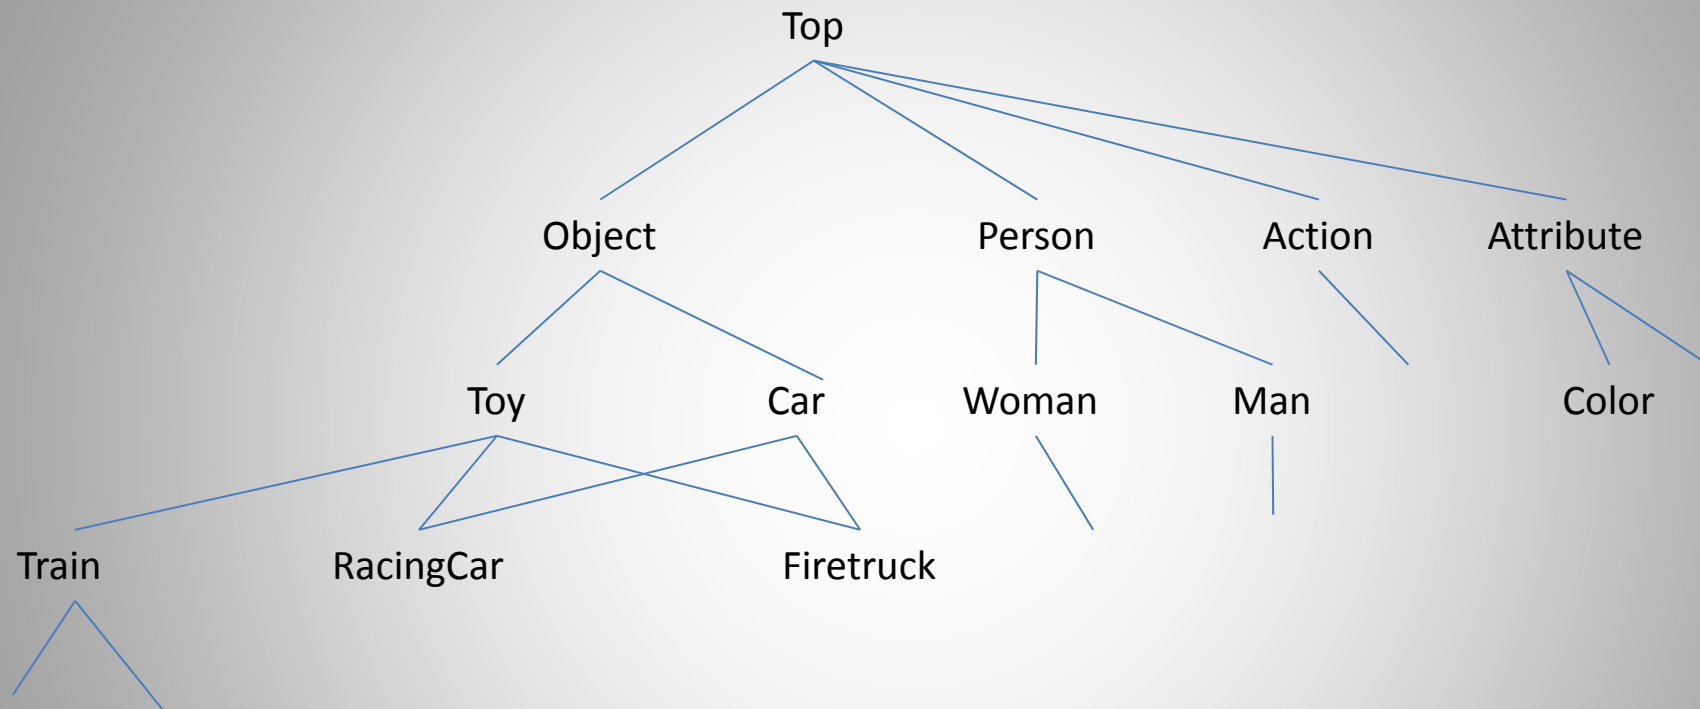 Top
Object Person Action Attribute
Toy Car Woman Man Color
Train RacingCar Firetruck